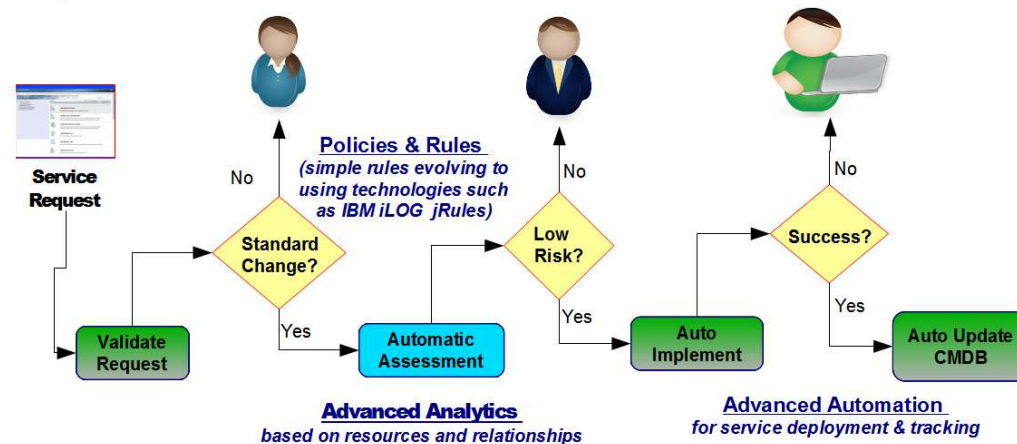 Service
Request
No
Policies & Rules
(simple rules evolving to
using technologies such
as IBM iLOG jRules)
No
No
Standard
Change?
Low
Risk?
Success?
Yes
Yes
Yes
Validate
Request
Automatic
Assessment
Auto
Implement
Auto Update
CMDB
Advanced Analytics
based on resources and relationships
Advanced Automation
for service deployment & tracking